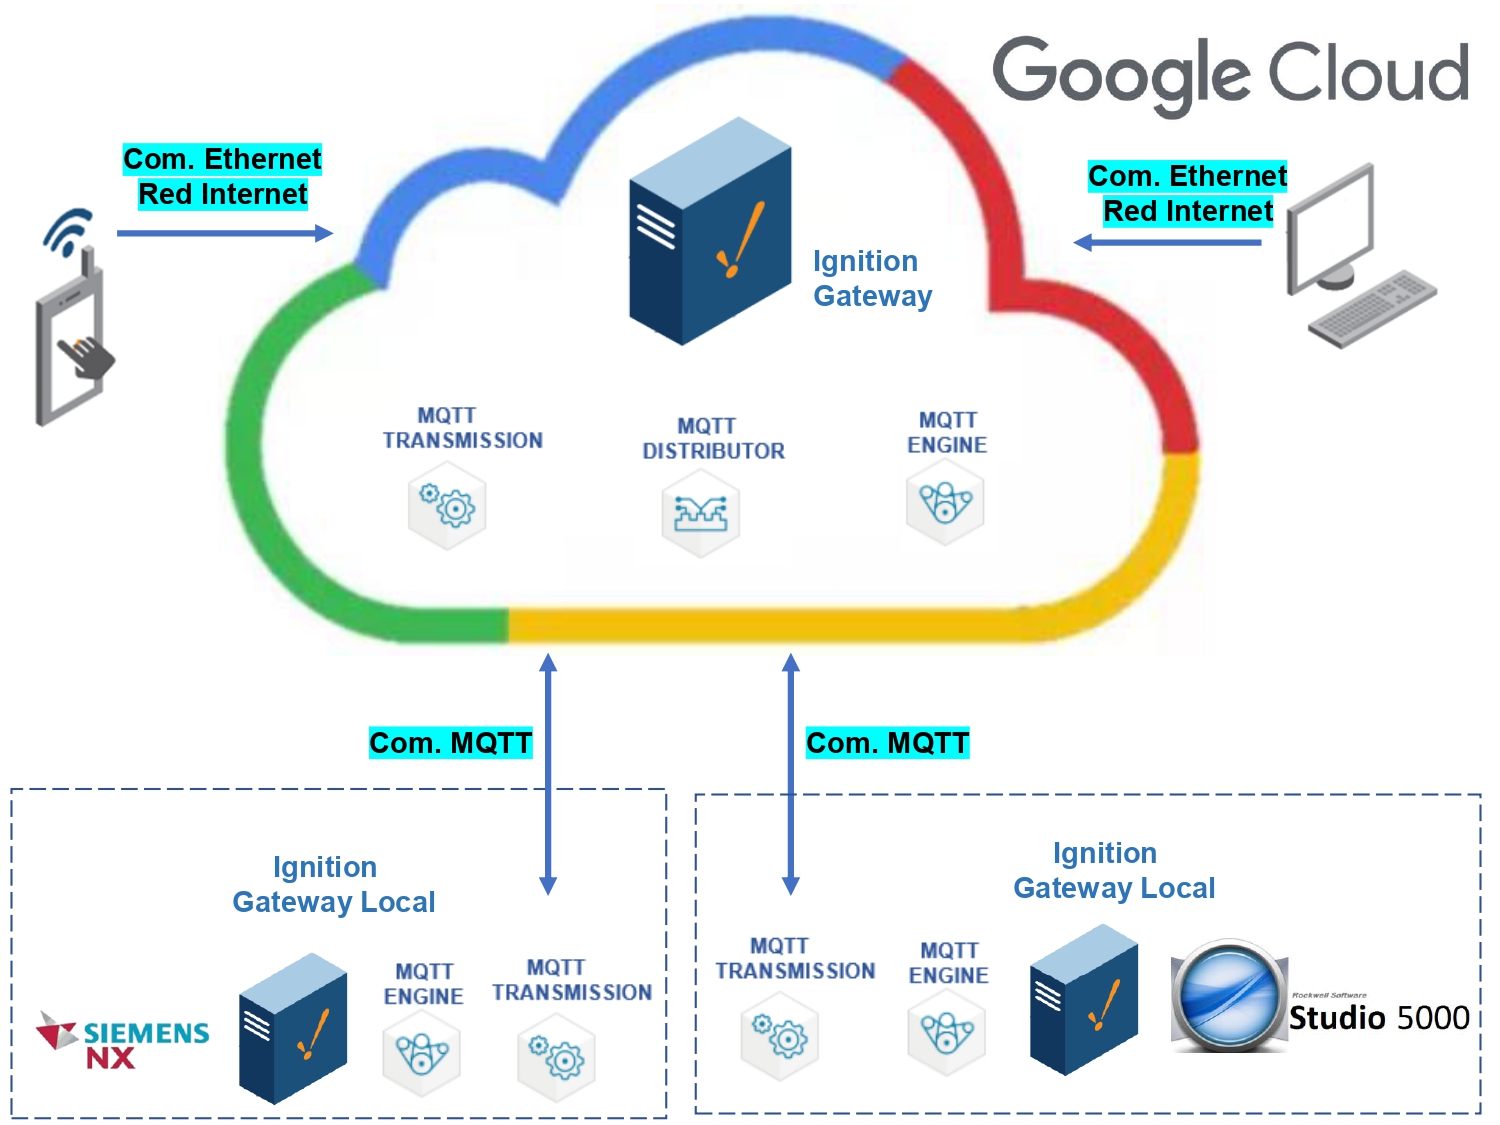 Google Cloud
Com. Ethernet
Red Internet
Com. Ethernet
Red Internet
Ignition
Gateway
MQTT
TRANSMISSION
MQTT
DISTRIBUTOR
MQTT
ENGINE
Com. MQTT
Com. MQTT
Ignition
Gateway Local
MQTT
ENGINE
MQTT
TRANSMISSION
SIEMENS
NX
Ignition
Gateway Local
MQTT
TRANSMISSION
MQTT
ENGINE
Rockwell Software
Studio 5000